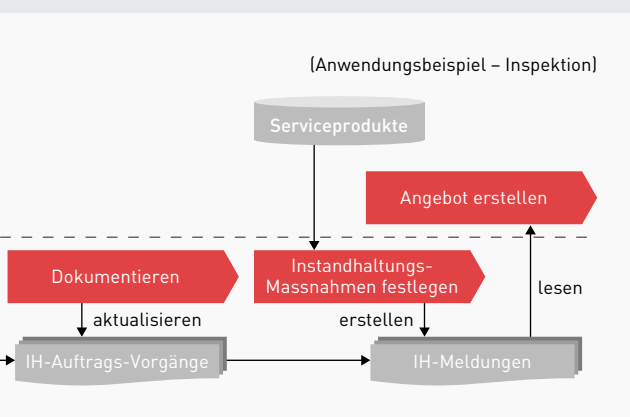 (Anwendungsbeispiel – Inspektion)
Serviceprodukte
Angebot erstellen
Dokumentieren
Instandhaltungs-
Massnahmen festlegen
lesen
aktualisieren
erstellen
IH-Auftrags-Vorgänge
IH-Meldungen